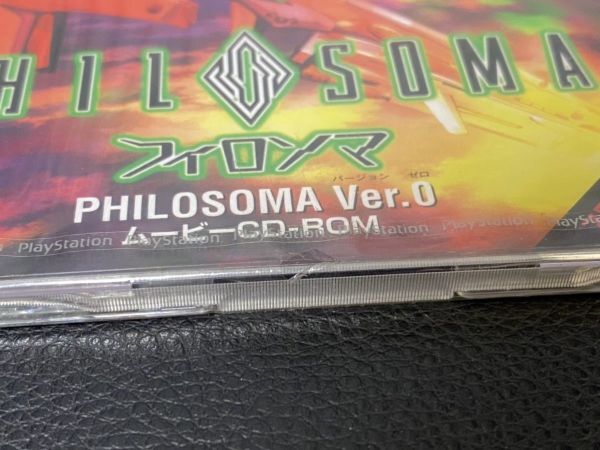 HILOSOMA
フィロソマ
バージョン ゼロ
PHILOSOMA Ver.0
ムービーCD-ROM
PlayStation PlayStation PlayStation PlayStation PlayStation PlayStation